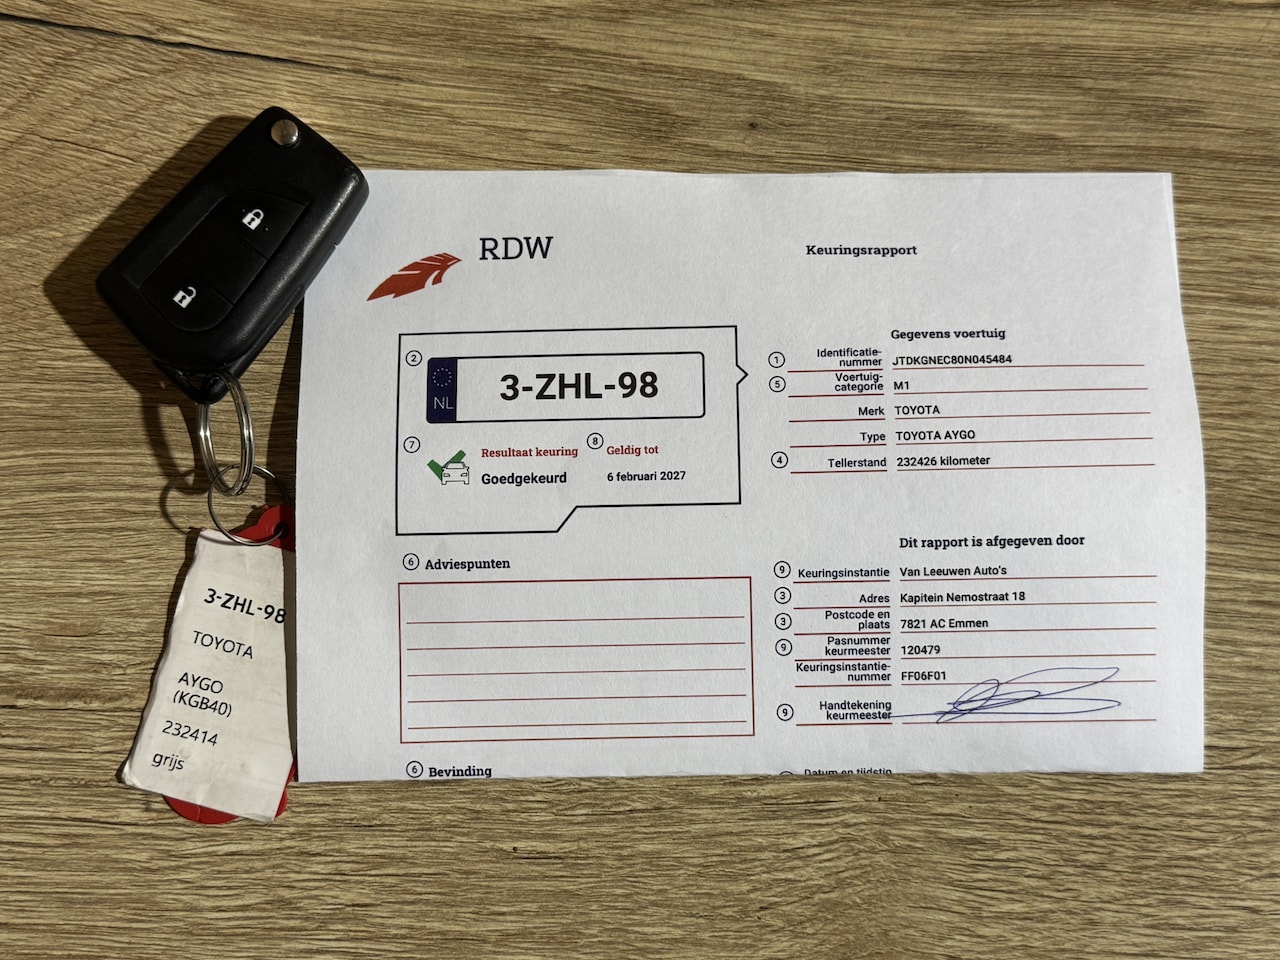 RDW
Keuringsrapport
2
NL
3-ZHL-98
7
Resultaat keuring
Goedgekeurd
8
Geldig tot
6 februari 2027
6 Adviespunten
6 Bevinding
Gegevens voertuig
1 Identificatie-
nummer JTDKGNEC80N045484
5 Voertuig-
categorie M1
Merk TOYOTA
Type TOYOTA AYGO
4 Tellerstand 232426 kilometer
Dit rapport is afgegeven door
9 Keuringsinstantie Van Leeuwen Auto's
3 Adres Kapitein Nemostraat 18
3 Postcode en
plaats 7821 AC Emmen
9 Pasnummer
keurmeester 120479
Keuringsinstantie-
nummer FF06F01
9 Handtekening
keurmeester
Datum en tijdstip
3-ZHL-98
TOYOTA
AYGO
(KGB40)
232414
grijs